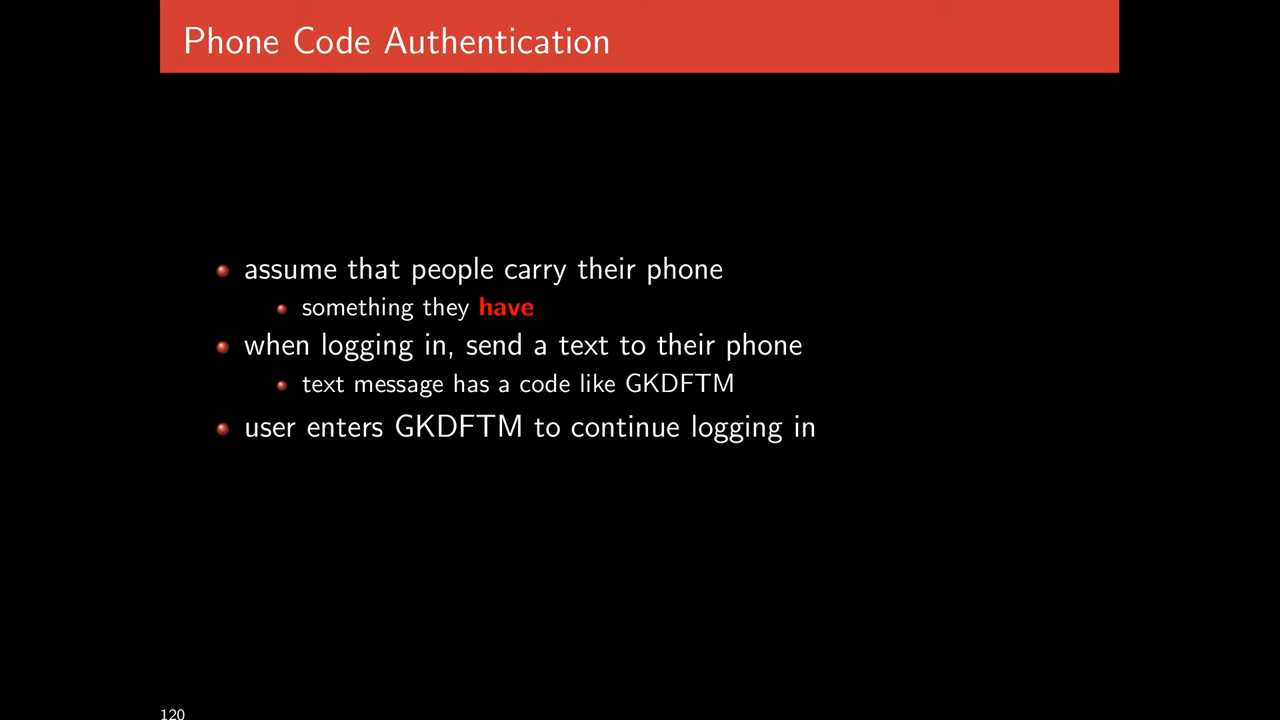 Phone Code Authentication
assume that people carry their phone
something they have
when logging in, send a text to their phone
text message has a code like GKDFTM
user enters GKDFTM to continue logging in
120